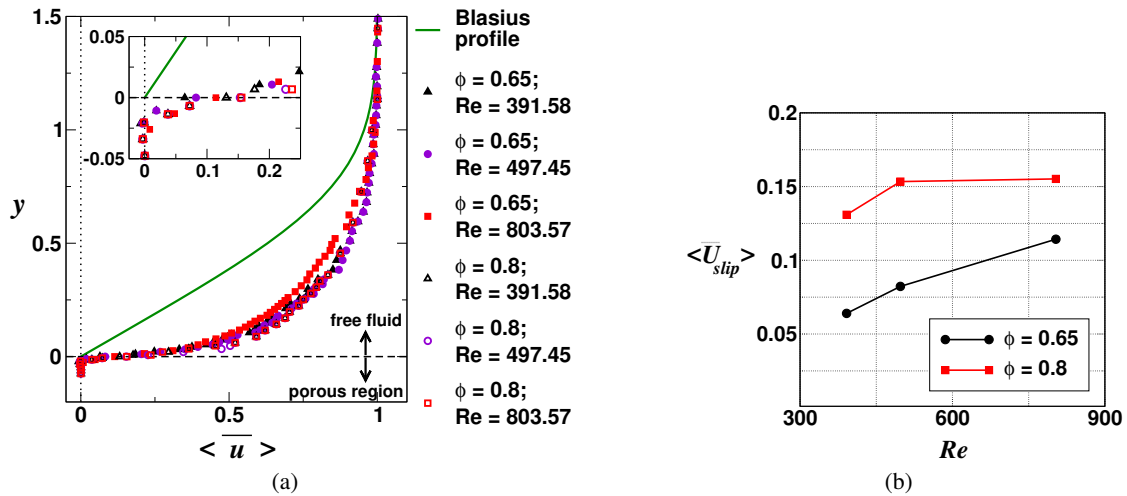 1.5
1
0.5
0
y
0.05
0
-0.05
0
0.1
0.2
free fluid
porous region
0
0.5
1
< u >
(a)
Blasius
profile
ϕ = 0.65;
Re = 391.58
ϕ = 0.65;
Re = 497.45
ϕ = 0.65;
Re = 803.57
ϕ = 0.8;
Re = 391.58
ϕ = 0.8;
Re = 497.45
ϕ = 0.8;
Re = 803.57
0.2
0.15
0.1
0.05
0
<U̅slip>
ϕ = 0.65
ϕ = 0.8
300
600
900
Re
(b)